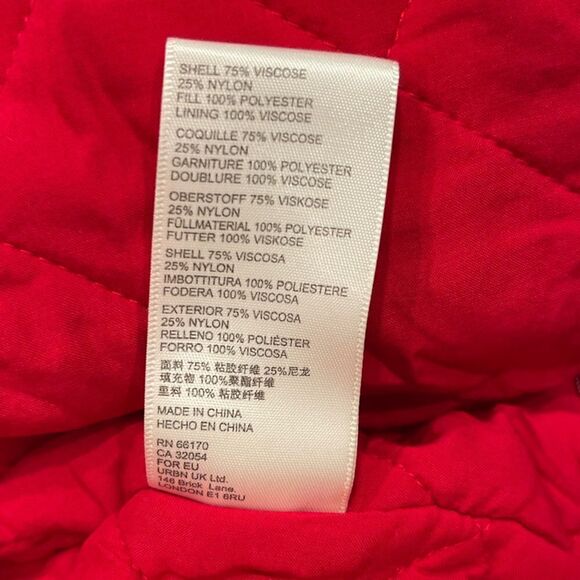 SHELL 75% VISCOSE
25% NYLON
FILL 100% POLYESTER
LINING 100% VISCOSE
COQUILLE 75% VISCOSE
25% NYLON
GARNITURE 100% POLYESTER
DOUBLURE 100% VISCOSE
OBERSTOFF 75% VISKOSE
25% NYLON
FÜLLMATERIAL 100% POLYESTER
FUTTER 100% VISKOSE
SHELL 75% VISCOSA
25% NYLON
IMBOTTITURA 100% POLIESTERE
FODERA 100% VISCOSA
EXTERIOR 75% VISCOSA
25% NYLON
RELLENO 100% POLIÉSTER
FORRO 100% VISCOSA
面料 75% 粘胶纤维 25%尼龙
填充物 100%聚酯纤维
里料 100% 粘胶纤维
MADE IN CHINA
HECHO EN CHINA
RN 66170
CA 32054
FOR EU
URBN UK Ltd.
146 Brick Lane,
LONDON E1 6RU